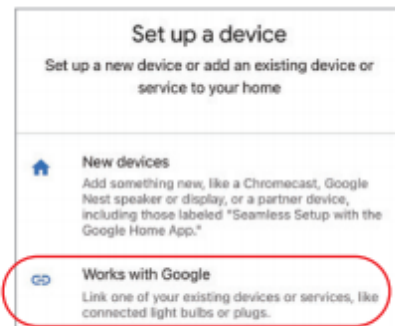 Set up a device
Set up a new device or add an existing device or
service to your home
New devices
Add something new, like a Chromecast, Google
Nest speaker or display, or a partner device,
including those labeled "Seamless Setup with the
Google Home App."
Works with Google
Link one of your existing devices or services, like
connected light bulbs or plugs.